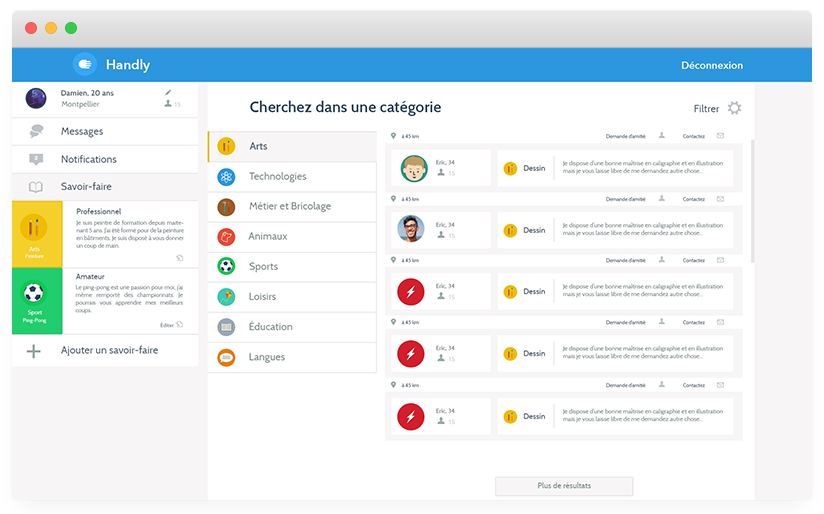 Handly
Déconnexion
Damien, 20 ans
Montpellier
15
Messages
Notifications
Savoir-faire
Arts
Peinture
Professionnel
Je suis peintre de formation depuis maite-
nant 5 ans. J'ai été formé pour de la peinture
en bâtiments. Je suis disposé à vous donner
un coup de main.
Sport
Ping-Pong
Amateur
Le ping-pong est une passion pour moi, j'ai
même remporté des championnats. Je
pourrais vous apprendre mes meilleurs
coups.
Editer
Ajouter un savoir-faire
Cherchez dans une catégorie
Filtrer
Arts
Technologies
Métier et Bricolage
Animaux
Sports
Loisirs
Éducation
Langues
à 45 km
Demande d'amitié
Contactez
Eric, 34
15
Dessin
Je dispose d'une bonne maîtrise en caligraphie et en illustration
mais je vous laisse libre de me demandez autre chose...
à 45 km
Demande d'amitié
Contactez
Eric, 34
15
Dessin
Je dispose d'une bonne maîtrise en caligraphie et en illustration
mais je vous laisse libre de me demandez autre chose...
à 45 km
Demande d'amitié
Contactez
Eric, 34
15
Dessin
Je dispose d'une bonne maîtrise en caligraphie et en illustration
mais je vous laisse libre de me demandez autre chose...
à 45 km
Demande d'amitié
Contactez
Eric, 34
15
Dessin
Je dispose d'une bonne maîtrise en caligraphie et en illustration
mais je vous laisse libre de me demandez autre chose...
à 45 km
Demande d'amitié
Contactez
Eric, 34
15
Dessin
Je dispose d'une bonne maîtrise en caligraphie et en illustration
mais je vous laisse libre de me demandez autre chose...
Plus de résultats